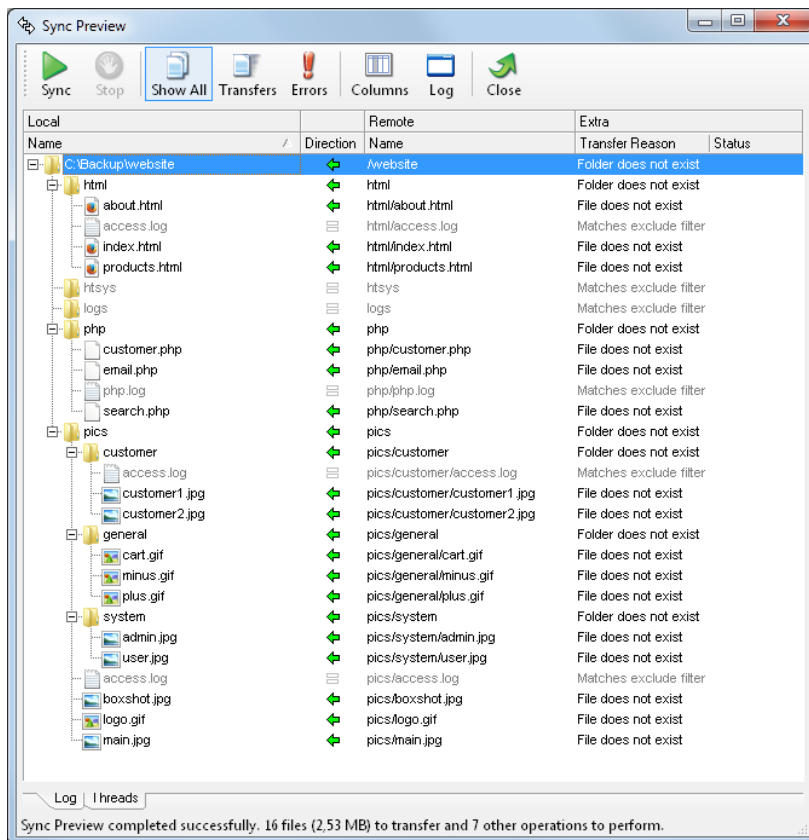 Sync Preview
Sync Stop Show All Transfers Errors Columns Log Close
Local Remote Extra
Name Direction Name Transfer Reason Status
C:\Backup\website /website Folder does not exist
html html Folder does not exist
about.html html/about.html File does not exist
access.log html/access.log Matches exclude filter
index.html html/index.html File does not exist
products.html html/products.html File does not exist
htsys htsys Matches exclude filter
logs logs Matches exclude filter
php php Folder does not exist
customer.php php/customer.php File does not exist
email.php php/email.php File does not exist
php.log php/php.log Matches exclude filter
search.php php/search.php File does not exist
pics pics Folder does not exist
customer pics/customer Folder does not exist
access.log pics/customer/access.log Matches exclude filter
customer1.jpg pics/customer/customer1.jpg File does not exist
customer2.jpg pics/customer/customer2.jpg File does not exist
general pics/general Folder does not exist
cart.gif pics/general/cart.gif File does not exist
minus.gif pics/general/minus.gif File does not exist
plus.gif pics/general/plus.gif File does not exist
system pics/system Folder does not exist
admin.jpg pics/system/admin.jpg File does not exist
user.jpg pics/system/user.jpg File does not exist
access.log pics/access.log Matches exclude filter
boxshot.jpg pics/boxshot.jpg File does not exist
logo.gif pics/logo.gif File does not exist
main.jpg pics/main.jpg File does not exist
Log Threads
Sync Preview completed successfully. 16 files (2,53 MB) to transfer and 7 other operations to perform.